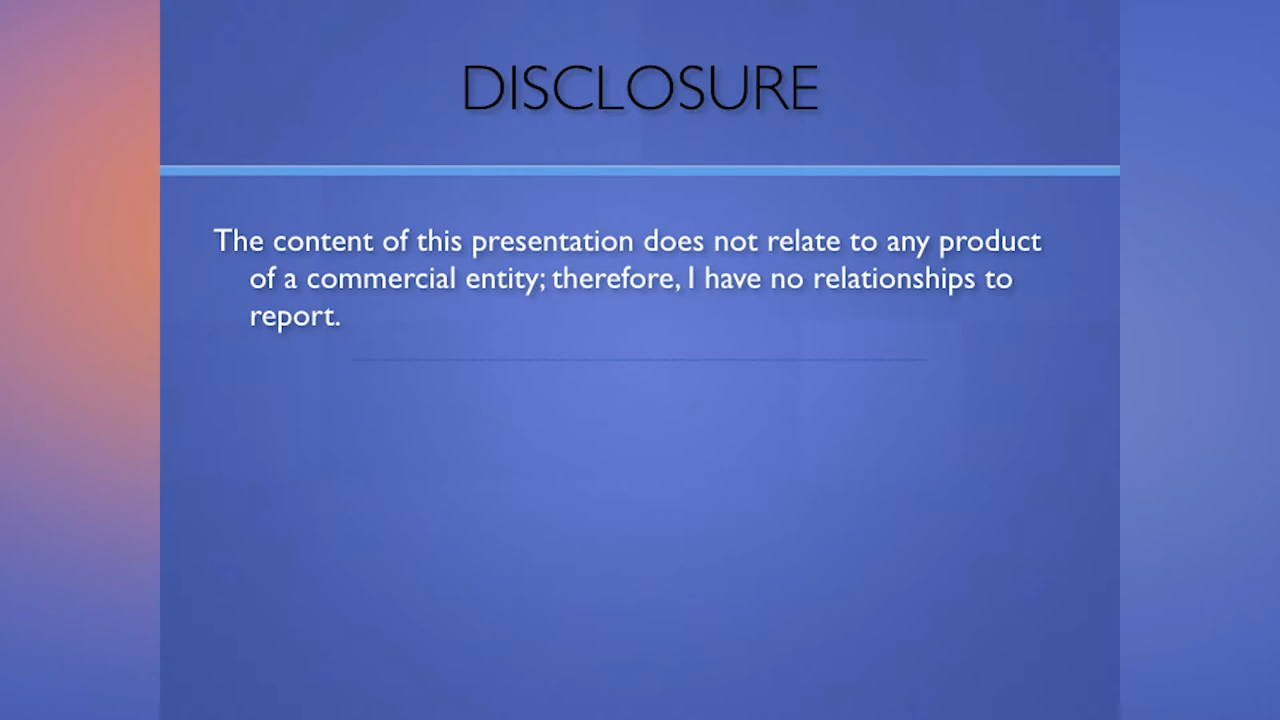 DISCLOSURE
The content of this presentation does not relate to any product
of a commercial entity; therefore, I have no relationships to
report.